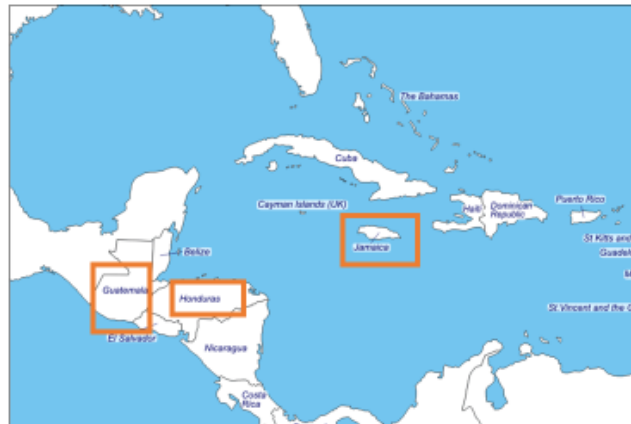 The Bahamas
Cuba
Cayman Islands (UK)
Haiti
Dominican
Republic
Puerto Rico
Jamaica
St Kitts and
Belize
Guatemala
Honduras
St Vincent and the G
El Salvador
Nicaragua
Costa
Rica